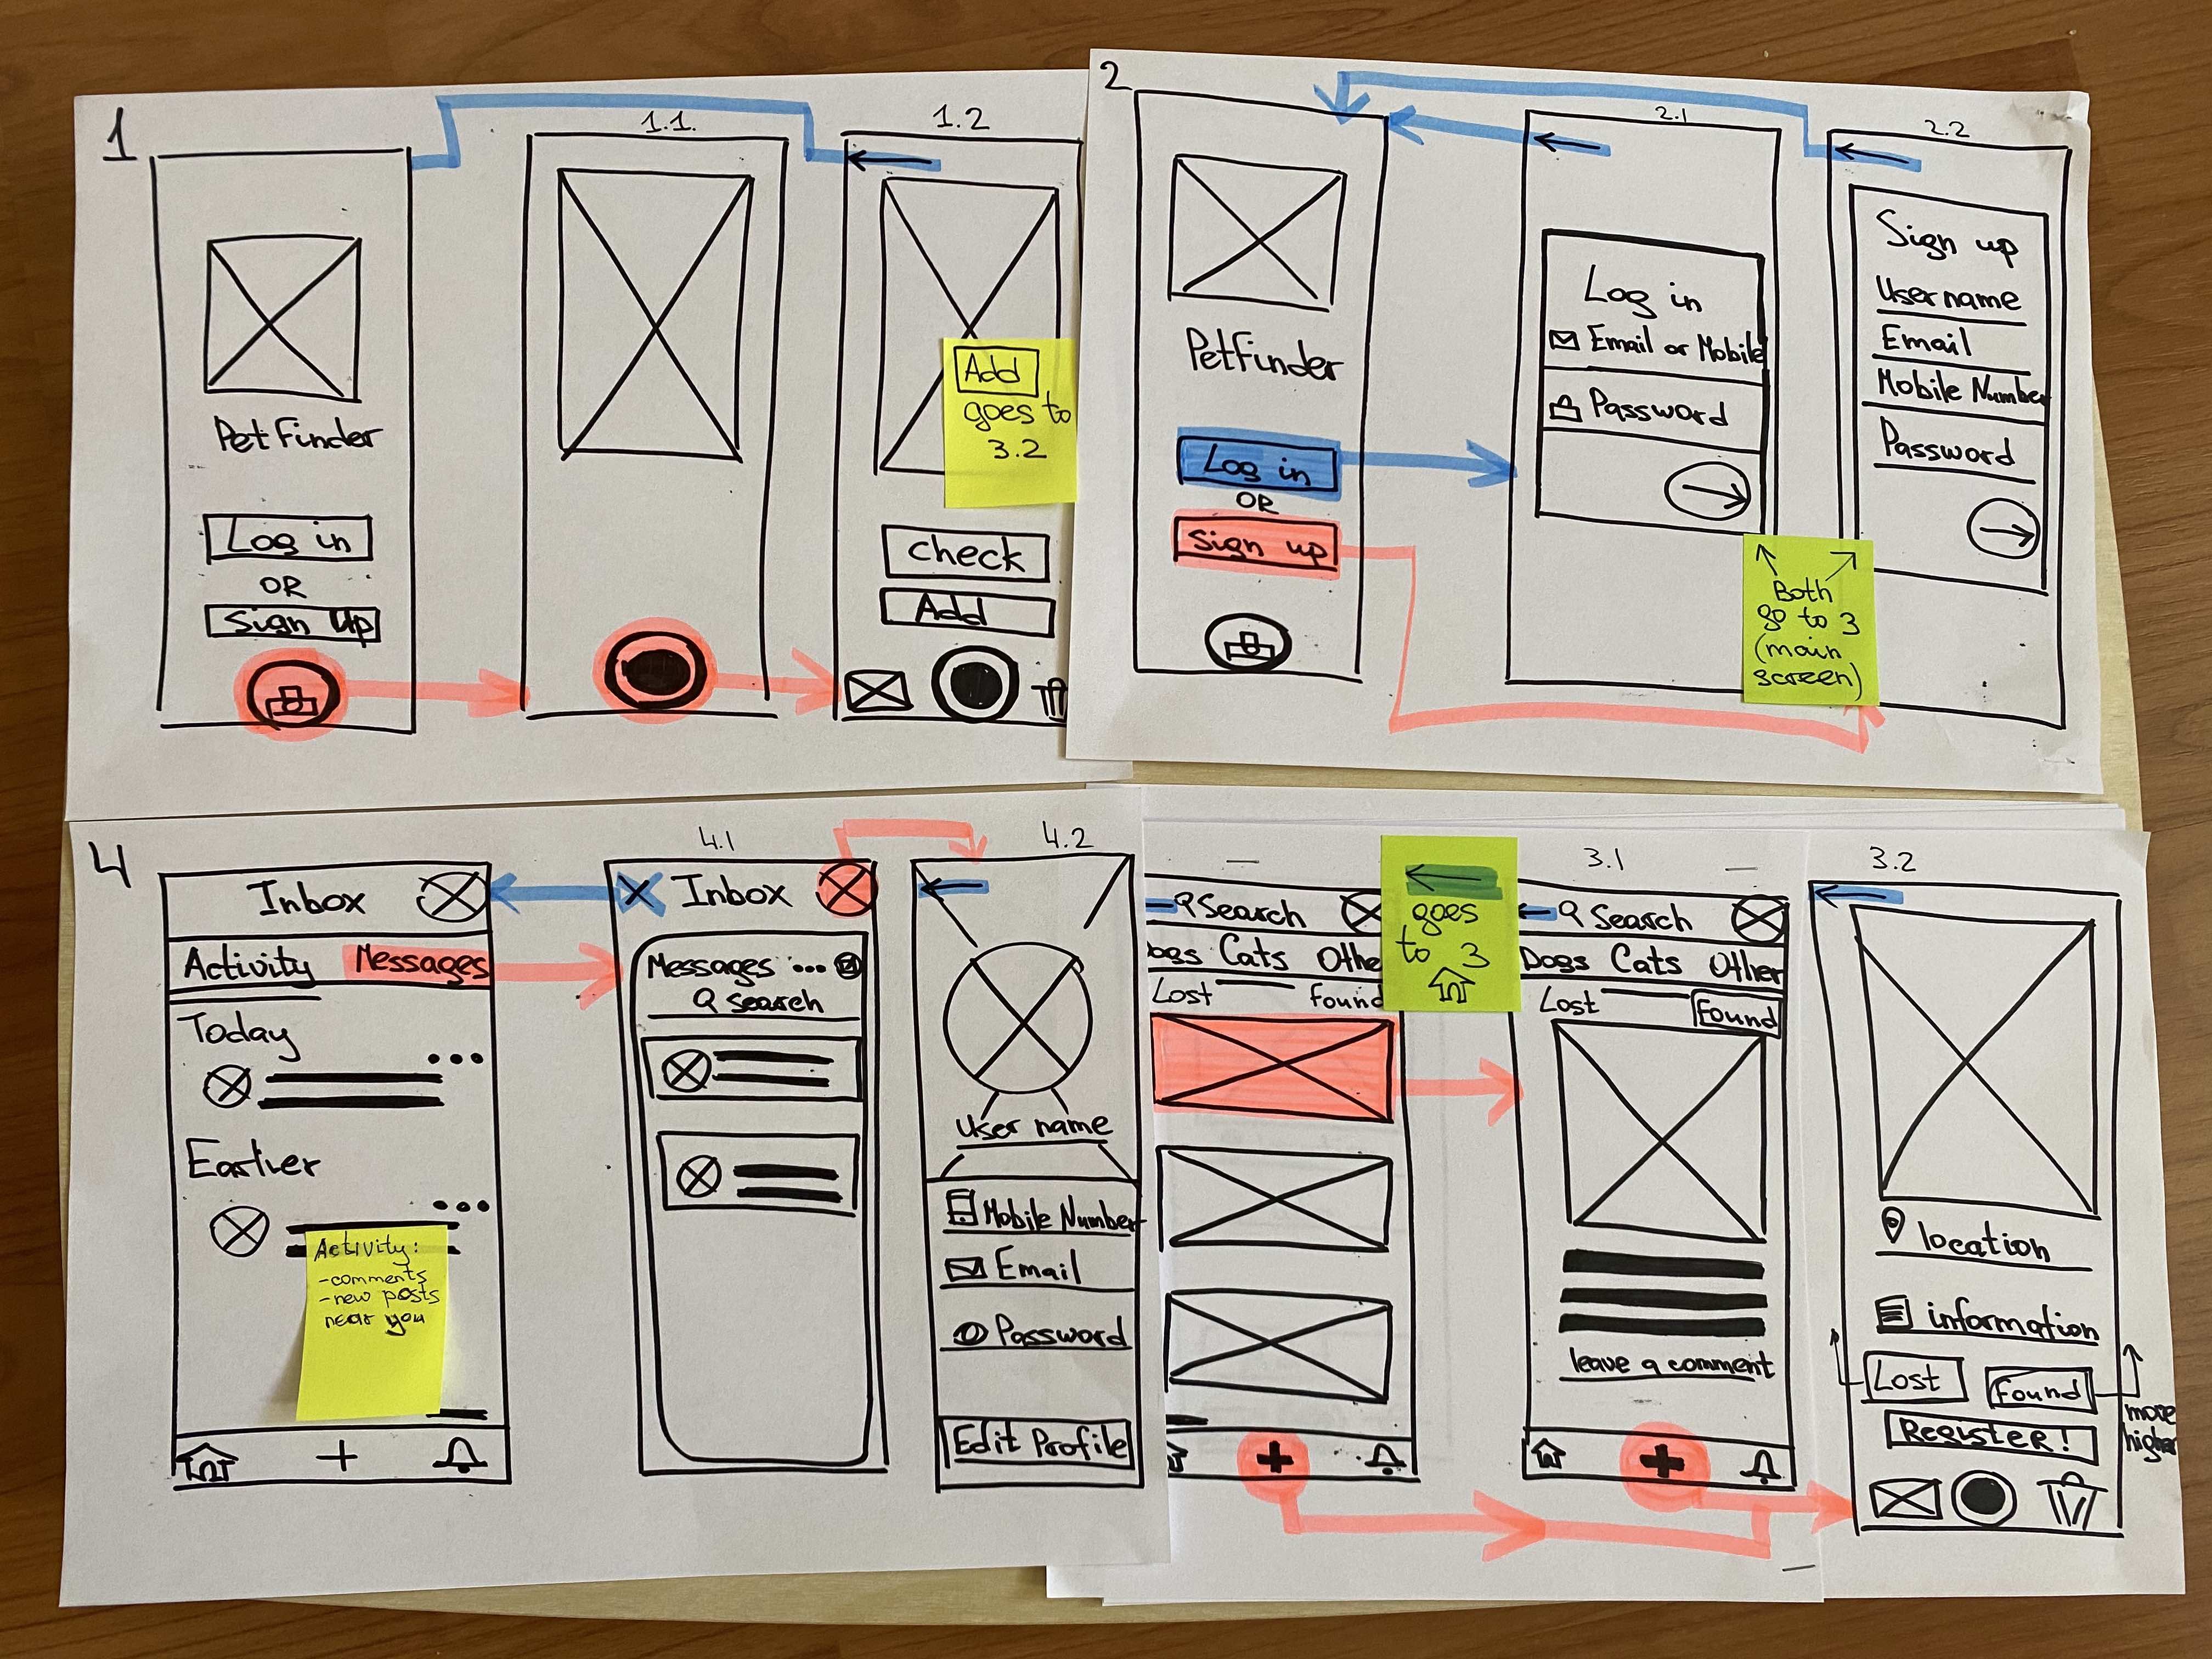 1
Pet finder
Log in
OR
Sign Up
1.1.
1.2
Add
goes to
3.2
check
Add
2
Petfinder
Log in
OR
Sign up
2.1
Log in
Email or Mobile
Password
2.2
Sign up
Username
Email
Mobile Number
Password
Both
go to 3
(main
screen)
4
Inbox
Activity Messages
Today
Earlier
Activity:
-comments
-new posts
near you
4.1
Inbox
Messages ...
search
4.2
User name
Mobile Number
Email
Password
Edit Profile
Search
Dogs Cats Othe
Lost found
goes
to 3
3.1
Search
Dogs Cats Other
Lost Found
leave a comment
3.2
location
information
Lost found
more
higher
REGISTER!